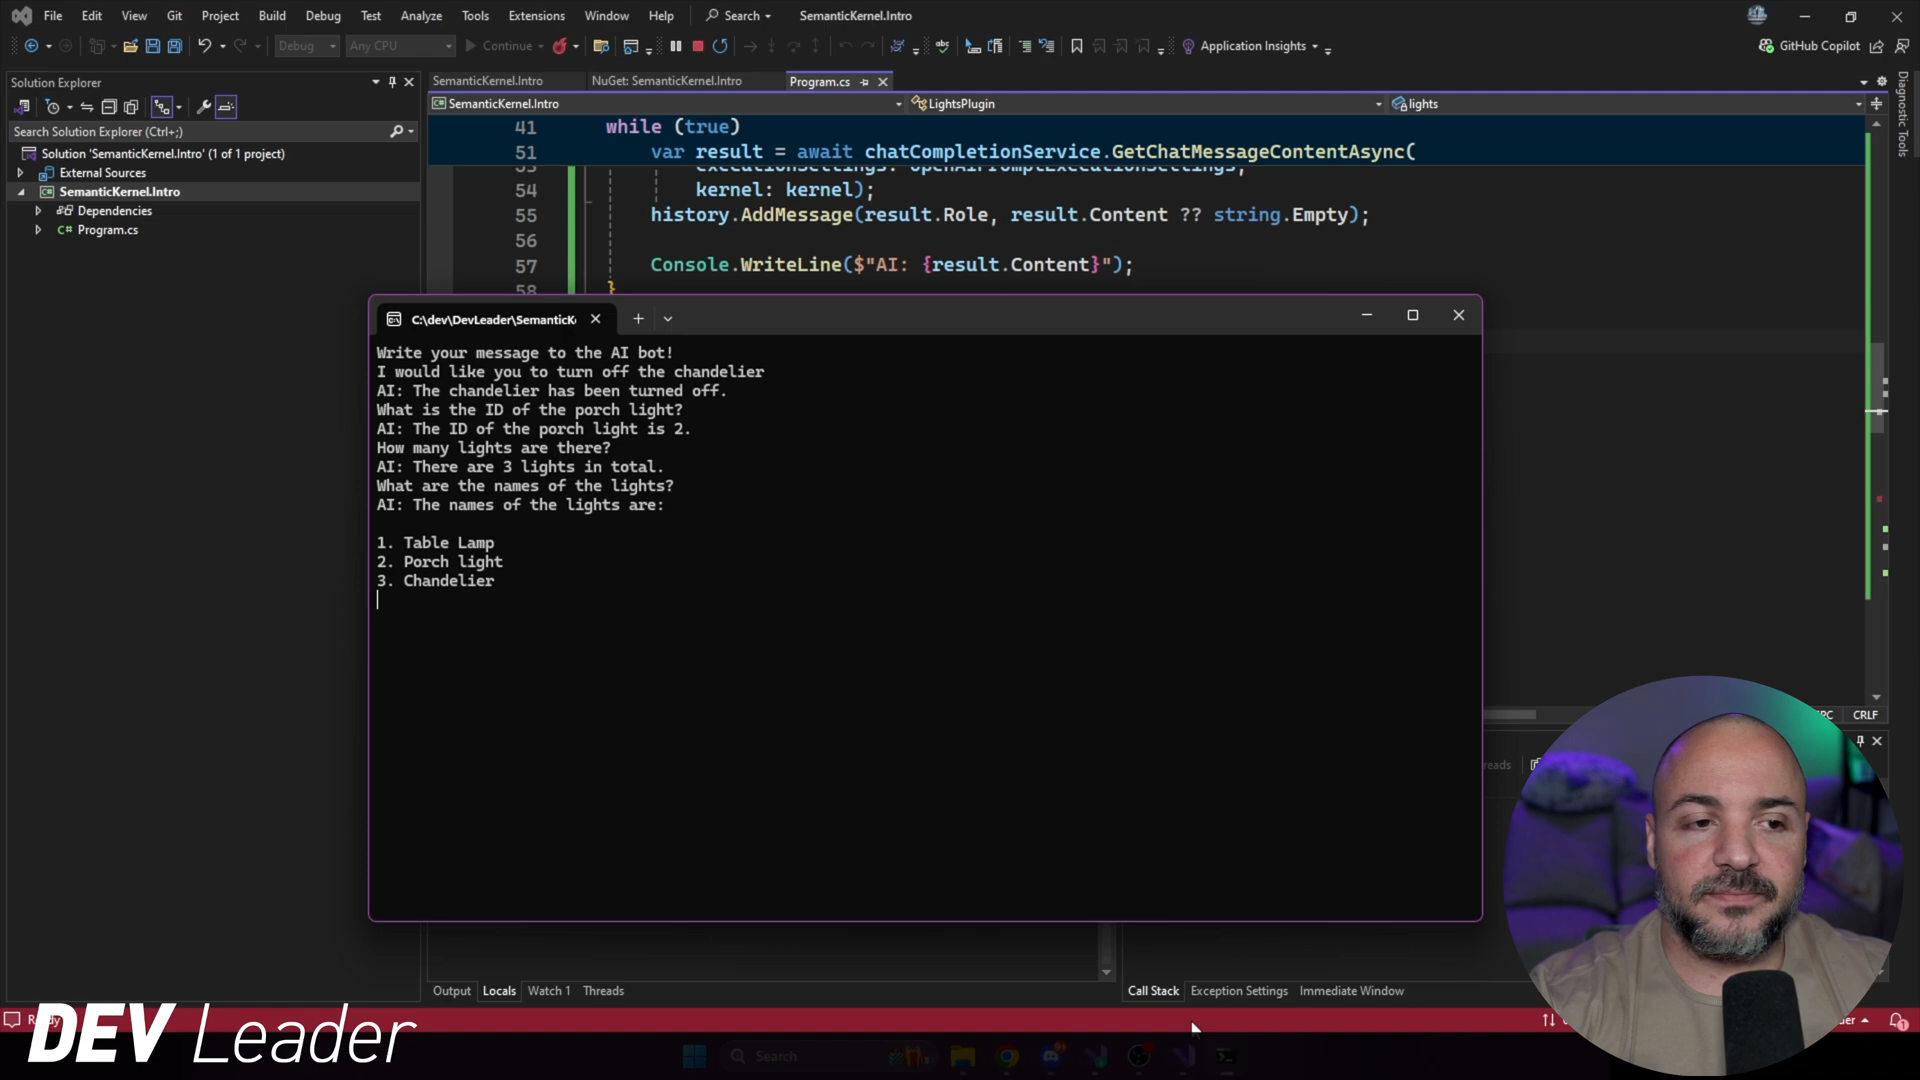 File Edit View Git Project Build Debug Test Analyze Tools Extensions Window Help Search SemanticKernel.Intro
Debug Any CPU Continue Application Insights GitHub Copilot
Solution Explorer
SemanticKernel.Intro NuGet: SemanticKernel.Intro Program.cs
SemanticKernel.Intro LightsPlugin lights
Search Solution Explorer (Ctrl+;)
Solution 'SemanticKernel.Intro' (1 of 1 project)
External Sources
SemanticKernel.Intro
Dependencies
C# Program.cs
Diagnostic Tools
41 while (true)
51 var result = await chatCompletionService.GetChatMessageContentAsync(
53 executionSettings: openAIPromptExecutionSettings,
54 kernel: kernel);
55 history.AddMessage(result.Role, result.Content ?? string.Empty);
56
57 Console.WriteLine($"AI: {result.Content}");
58 }
C:\dev\DevLeader\SemanticK
Write your message to the AI bot!
I would like you to turn off the chandelier
AI: The chandelier has been turned off.
What is the ID of the porch light?
AI: The ID of the porch light is 2.
How many lights are there?
AI: There are 3 lights in total.
What are the names of the lights?
AI: The names of the lights are:
1. Table Lamp
2. Porch light
3. Chandelier
CRLF
Output Locals Watch 1 Threads
Call Stack Exception Settings Immediate Window
DEV Leader
Search